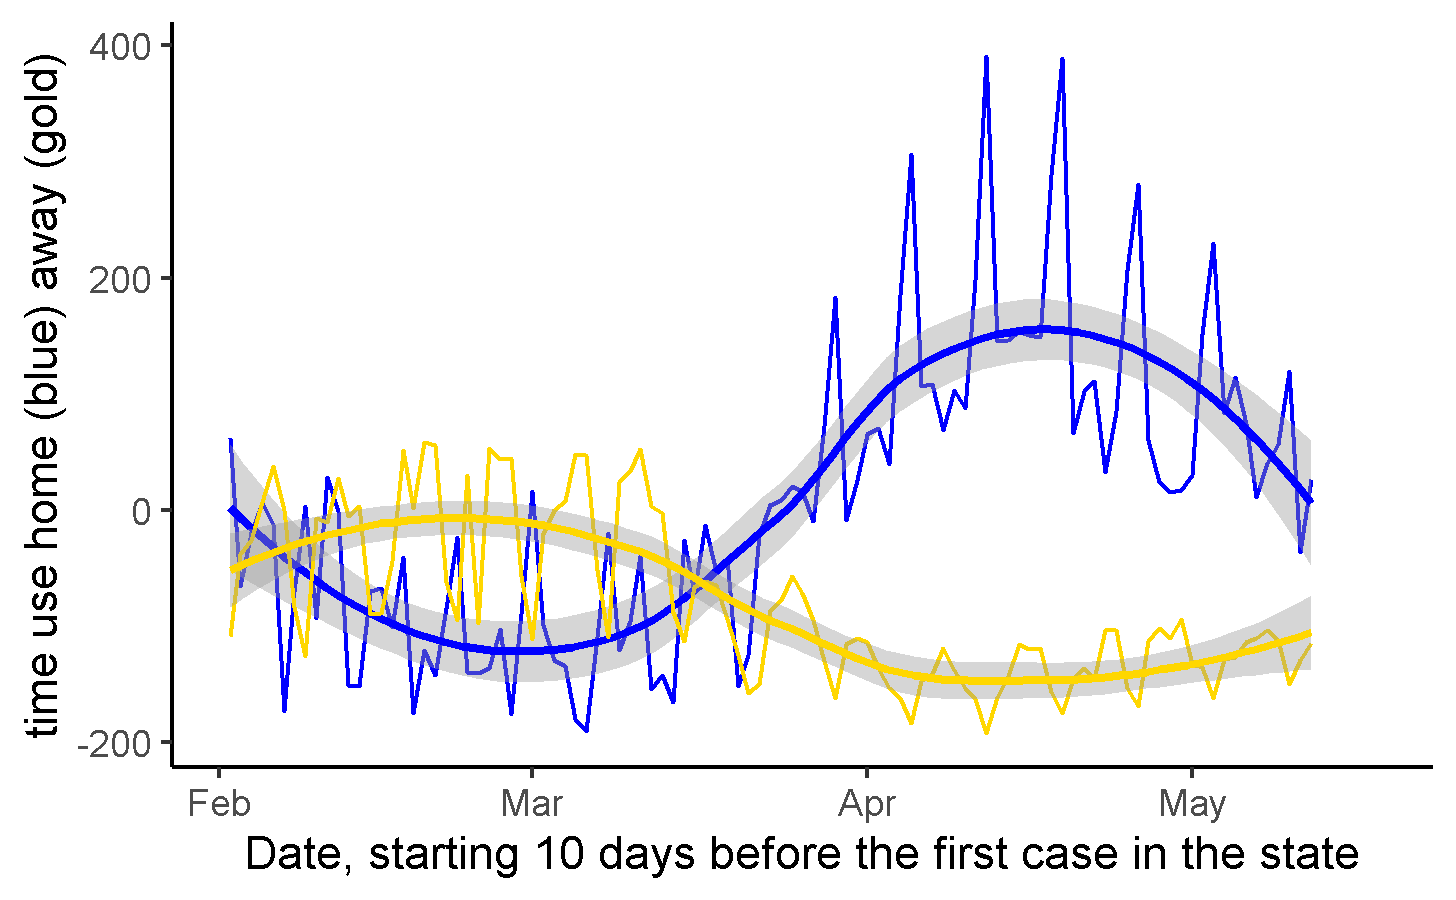 time use home (blue) away (gold)
400
200
0
-200
Feb Mar Apr May
Date, starting 10 days before the first case in the state